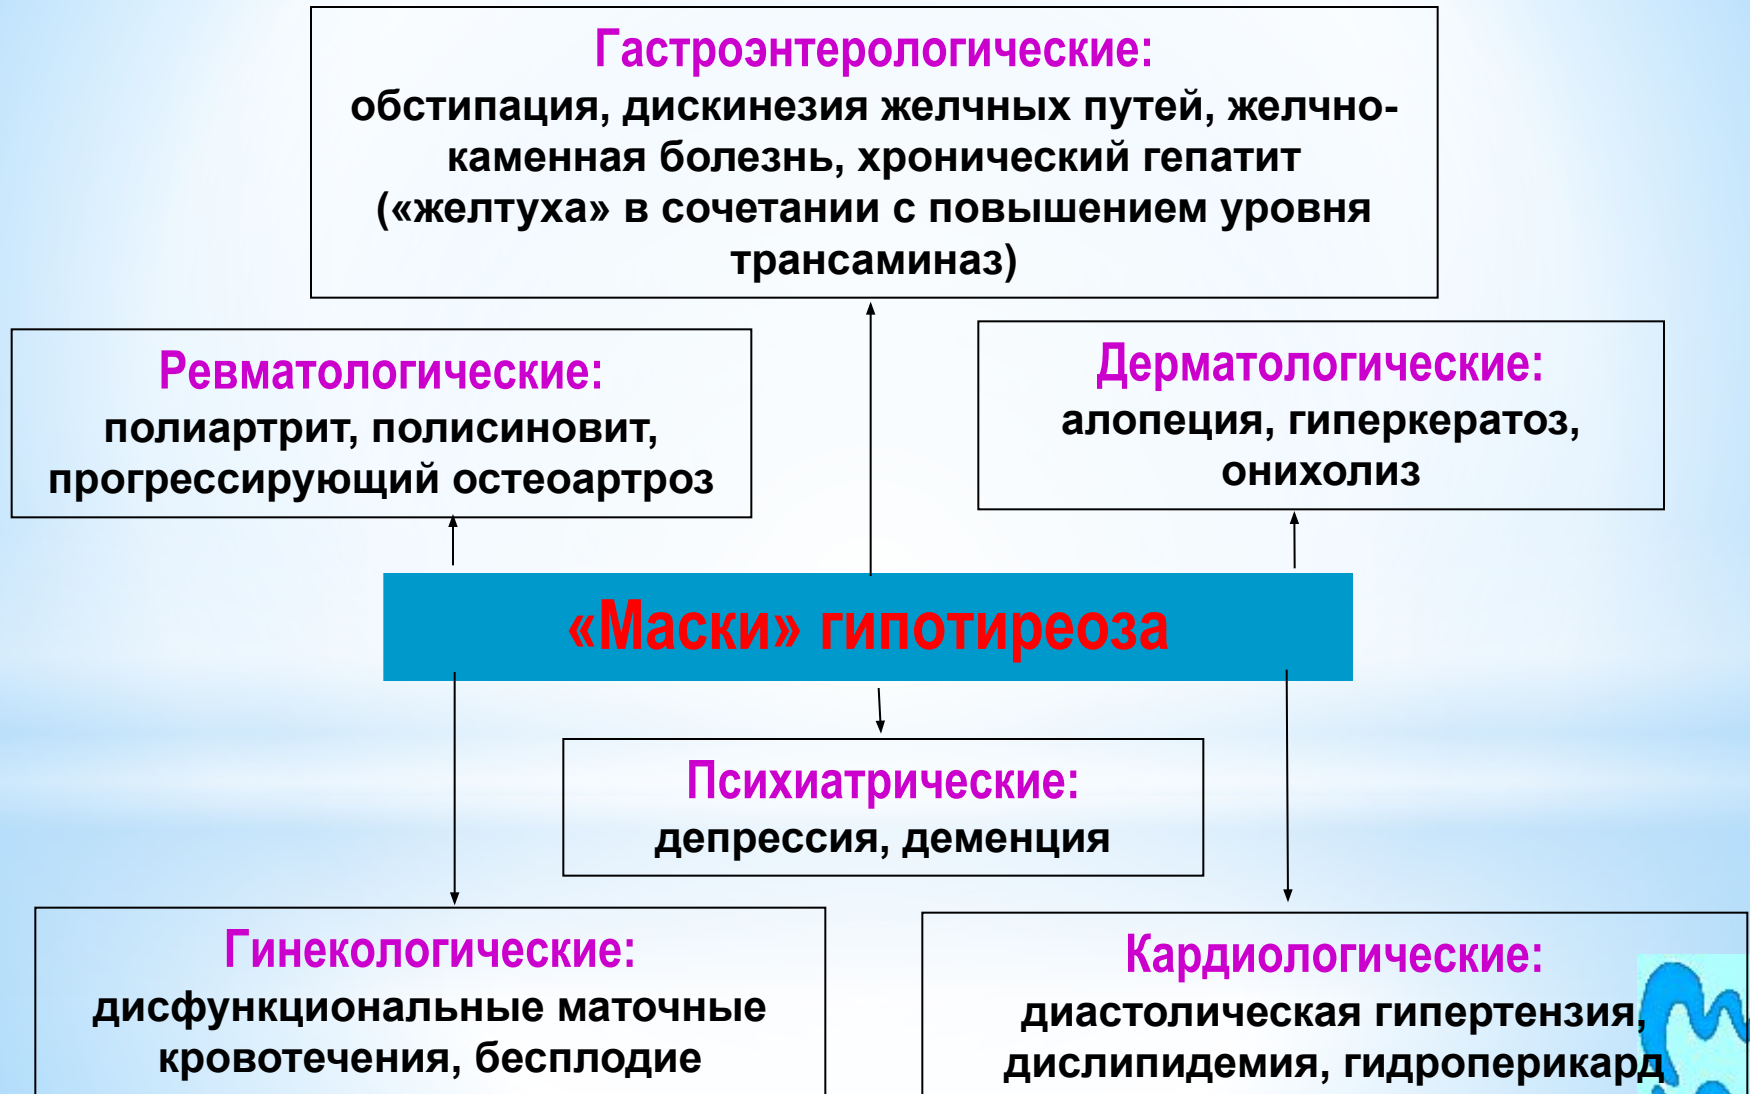 Гастроэнтерологические:
обстипация, дискинезия желчных путей, желчно-
каменная болезнь, хронический гепатит
(«желтуха» в сочетании с повышением уровня
трансаминаз)
Ревматологические:
полиартрит, полисиновит,
прогрессирующий остеоартроз
Дерматологические:
алопеция, гиперкератоз,
онихолиз
«Маски» гипотиреоза
Психиатрические:
депрессия, деменция
Гинекологические:
дисфункциональные маточные
кровотечения, бесплодие
Кардиологические:
диастолическая гипертензия,
дислипидемия, гидроперикард